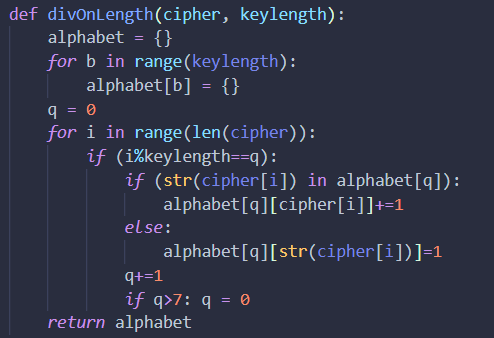 def divOnLength(cipher, keylength):
    alphabet = {}
    for b in range(keylength):
        alphabet[b] = {}
    q = 0
    for i in range(len(cipher)):
        if (i%keylength==q):
            if (str(cipher[i]) in alphabet[q]):
                alphabet[q][cipher[i]]+=1
            else:
                alphabet[q][str(cipher[i])]=1
            q+=1
            if q>7: q = 0
    return alphabet